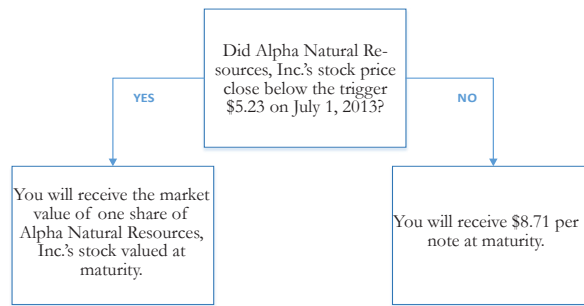 Did Alpha Natural Re-
sources, Inc.'s stock price
close below the trigger
$5.23 on July 1, 2013?
YES
NO
You will receive the market
value of one share of
Alpha Natural Resources,
Inc.'s stock valued at
maturity.
You will receive $8.71 per
note at maturity.